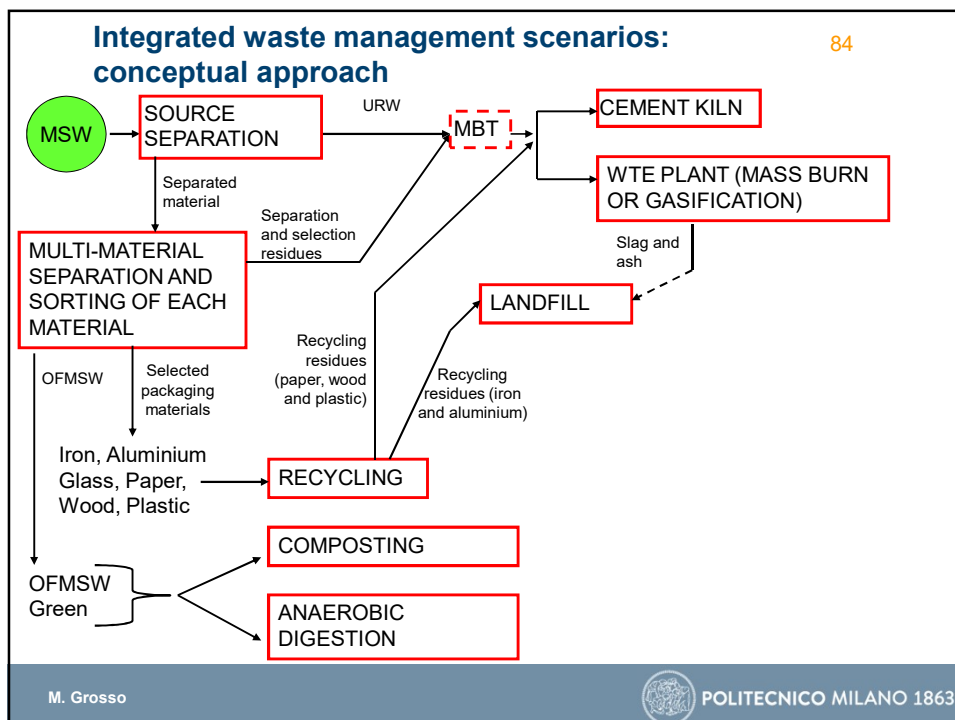 Integrated waste management scenarios:
conceptual approach
84
MSW
SOURCE
SEPARATION
URW
MBT
CEMENT KILN
WTE PLANT (MASS BURN
OR GASIFICATION)
Separated
material
Separation
and selection
residues
Slag and
ash
MULTI-MATERIAL
SEPARATION AND
SORTING OF EACH
MATERIAL
LANDFILL
OFMSW
Selected
packaging
materials
Recycling
residues
(paper, wood
and plastic)
Recycling
residues (iron
and aluminium)
Iron, Aluminium
Glass, Paper,
Wood, Plastic
RECYCLING
COMPOSTING
OFMSW
Green
ANAEROBIC
DIGESTION
M. Grosso
POLITECNICO MILANO 1863